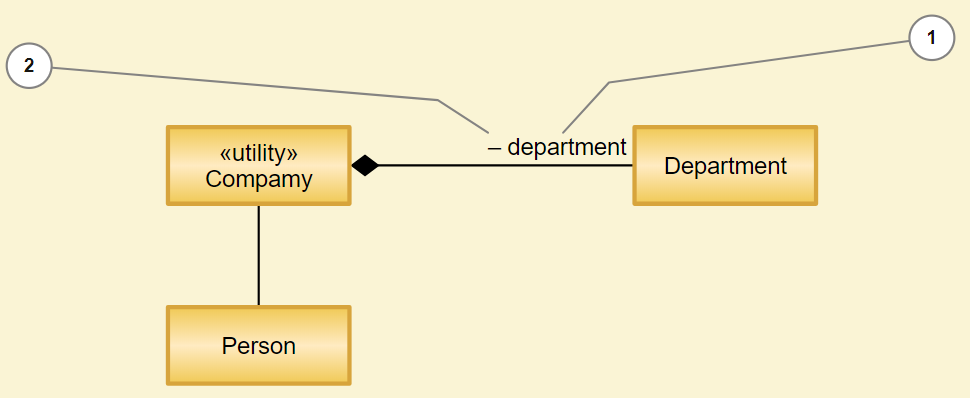 1
2
– department
«utility»
Compamy
Department
Person